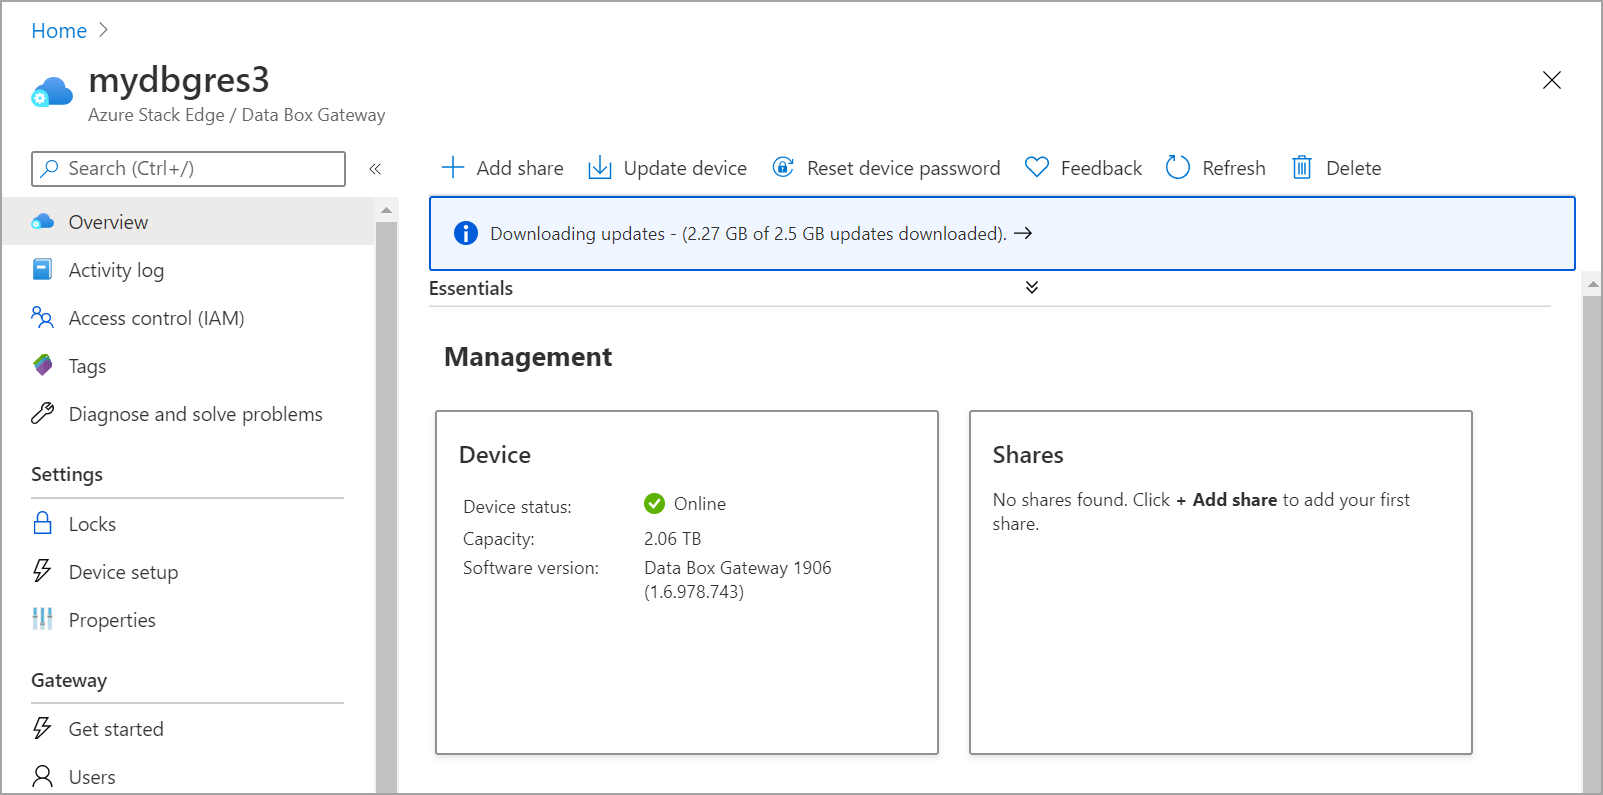 Home
mydbgres3
Azure Stack Edge / Data Box Gateway
Search (Ctrl+/)
Overview
Activity log
Access control (IAM)
Tags
Diagnose and solve problems
Settings
Locks
Device setup
Properties
Gateway
Get started
Users
Add share
Update device
Reset device password
Feedback
Refresh
Delete
Downloading updates - (2.27 GB of 2.5 GB updates downloaded). →
Essentials
Management
Device
Device status: Online
Capacity: 2.06 TB
Software version: Data Box Gateway 1906
(1.6.978.743)
Shares
No shares found. Click + Add share to add your first
share.